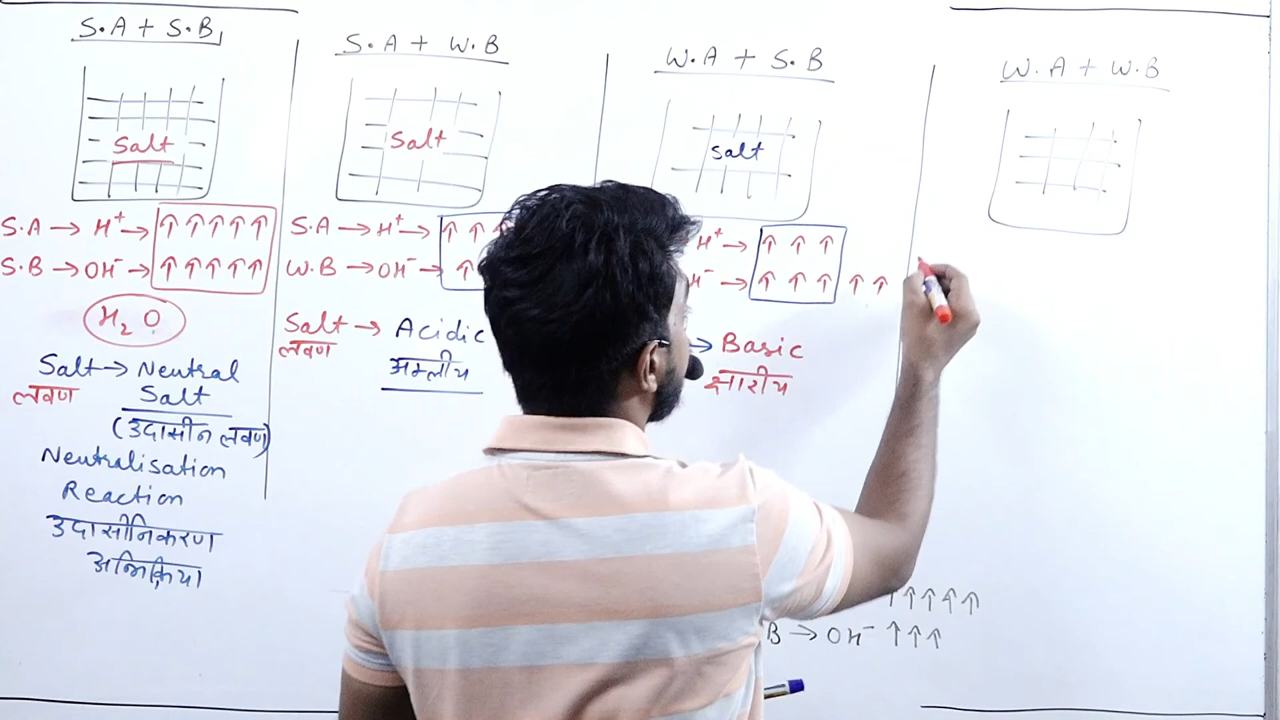 S.A + S.B
Salt
S.A → H⁺ → ↑ ↑ ↑ ↑ ↑
S.B → OH⁻ → ↑ ↑ ↑ ↑ ↑
H₂O
Salt → Neutral
लवण Salt
(उदासीन लवण)
Neutralisation
Reaction
उदासीनिकरण
अभिक्रिया
S.A + W.B
Salt
S.A → H⁺ → ↑ ↑ ↑
W.B → OH⁻ → ↑
Salt → Acidic
लवण अम्लीय
W.A + S.B
Salt
H⁺ → ↑ ↑ ↑
H⁻ → ↑ ↑ ↑ ↑ ↑
→ Basic
क्षारीय
W.A + W.B
↑ ↑ ↑ ↑ ↑
B → OH⁻ ↑ ↑ ↑